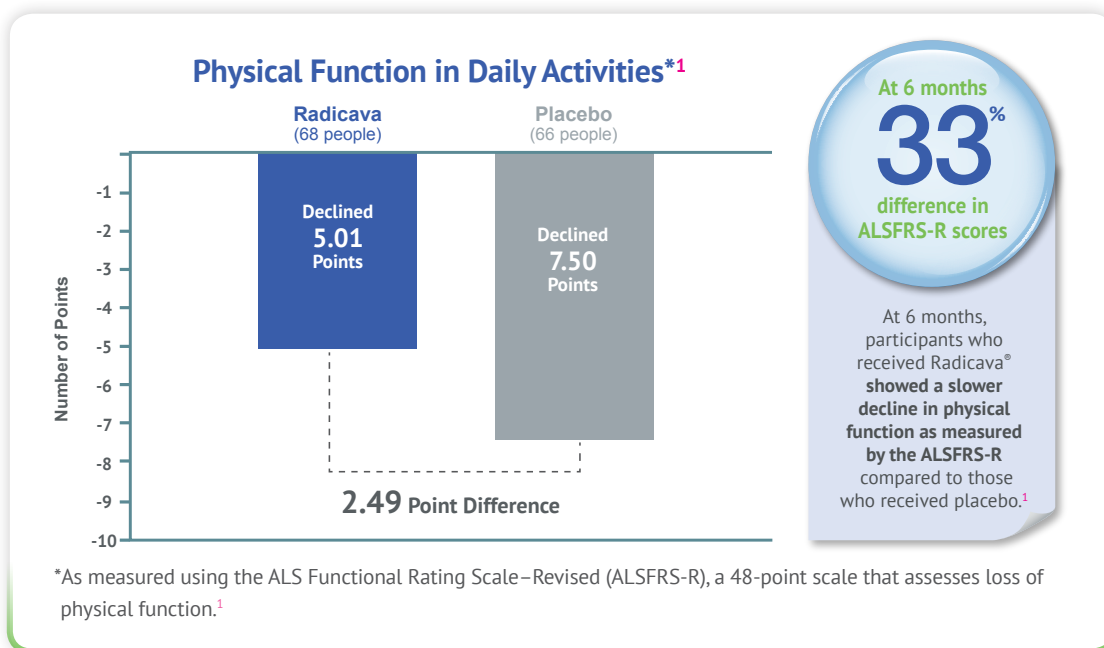 Physical Function in Daily Activities*1
Radicava
(68 people)
Placebo
(66 people)
Number of Points
-1
-2
-3
-4
-5
-6
-7
-8
-9
-10
Declined
5.01
Points
Declined
7.50
Points
2.49 Point Difference
At 6 months
33%
difference in
ALSFRS-R scores
At 6 months,
participants who
received Radicava®
showed a slower
decline in physical
function as measured
by the ALSFRS-R
compared to those
who received placebo.1
*As measured using the ALS Functional Rating Scale–Revised (ALSFRS-R), a 48-point scale that assesses loss of
physical function.1